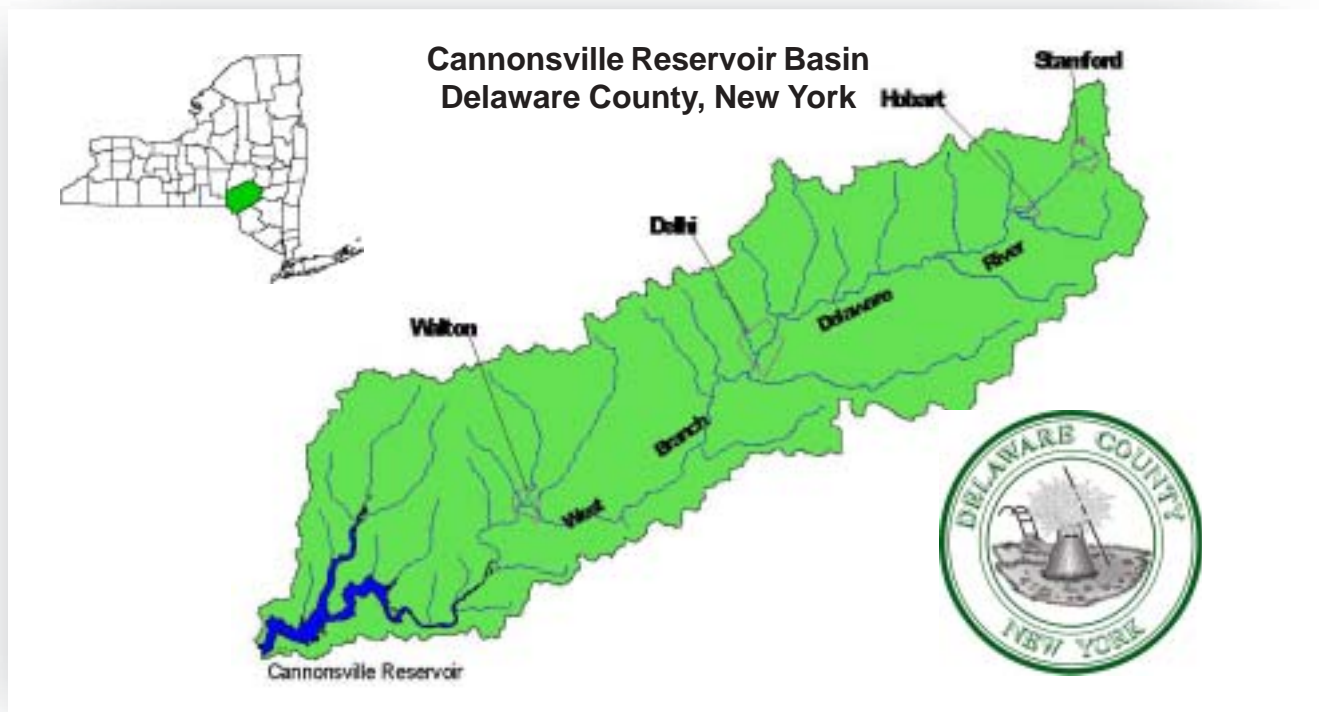 Cannonsville Reservoir Basin
Delaware County, New York
Stamford
Hobart
Delhi
River
Delaware
Walton
Branch
West
Cannonsville Reservoir
DELAWARE COUNTY
NEW YORK